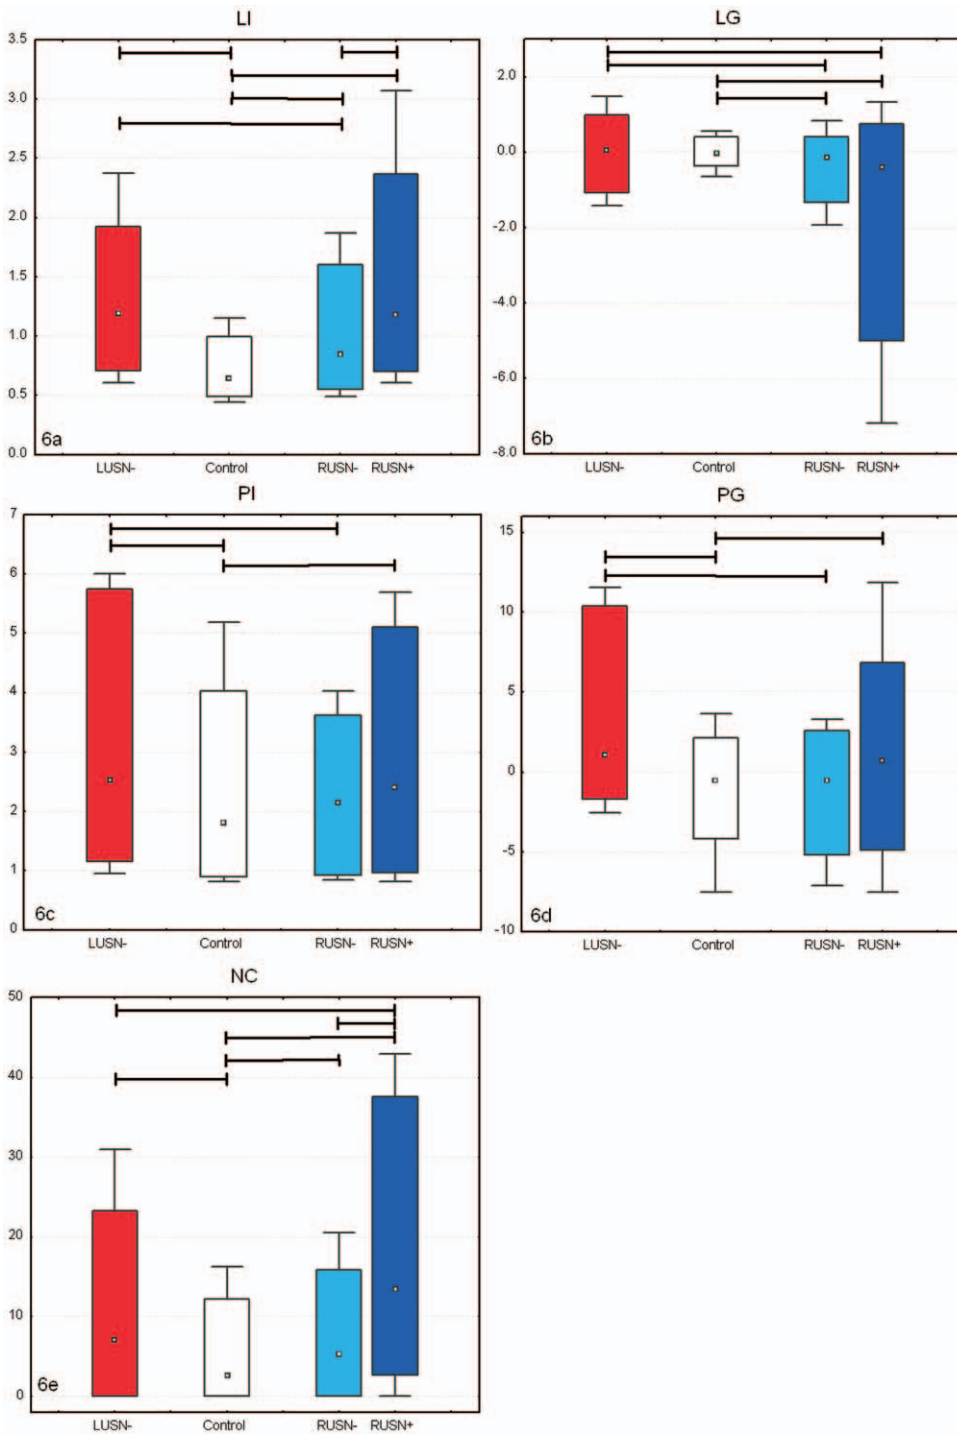 LI
3.5
3.0
2.5
2.0
1.5
1.0
0.5
0.0
6a
LUSN- Control RUSN- RUSN+
LG
2.0
0.0
-2.0
-4.0
-6.0
-8.0
6b
LUSN- Control RUSN- RUSN+
PI
7
6
5
4
3
2
1
0
6c
LUSN- Control RUSN- RUSN+
PG
15
10
5
0
-5
-10
6d
LUSN- Control RUSN- RUSN+
NC
50
40
30
20
10
0
6e
LUSN- Control RUSN- RUSN+